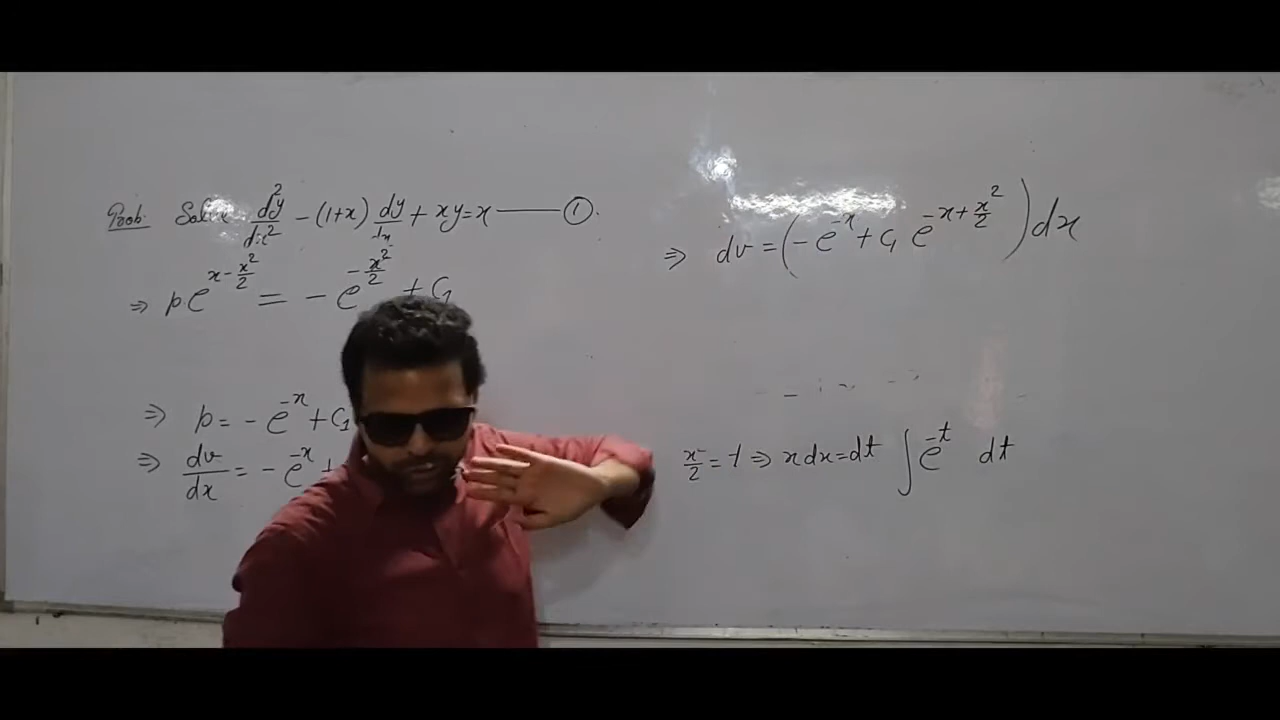 Prob. Solve d²y/dx² - (1+x) dy/dx + xy = x —— ①.
⇒ p e^(x - x²/2) = - e^(-x²/2) + C₁
⇒ p = - e^(-x) + C₁
⇒ dv/dx = - e^(-x) +
⇒ dv = (- e^(-x) + C₁ e^(-x + x²/2)) dx
x²/2 = t ⇒ x dx = dt ∫ e^(-t) dt